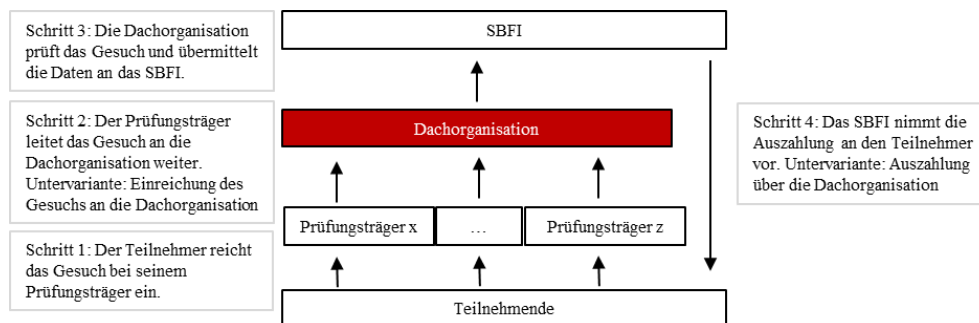 Schritt 3: Die Dachorganisation
prüft das Gesuch und übermittelt
die Daten an das SBFI.
SBFI
Schritt 2: Der Prüfungsträger
leitet das Gesuch an die
Dachorganisation weiter.
Untervariante: Einreichung des
Gesuchs an die Dachorganisation
Dachorganisation
Schritt 4: Das SBFI nimmt die
Auszahlung an den Teilnehmer
vor. Untervariante: Auszahlung
über die Dachorganisation
Prüfungsträger x
…
Prüfungsträger z
Schritt 1: Der Teilnehmer reicht
das Gesuch bei seinem
Prüfungsträger ein.
Teilnehmende